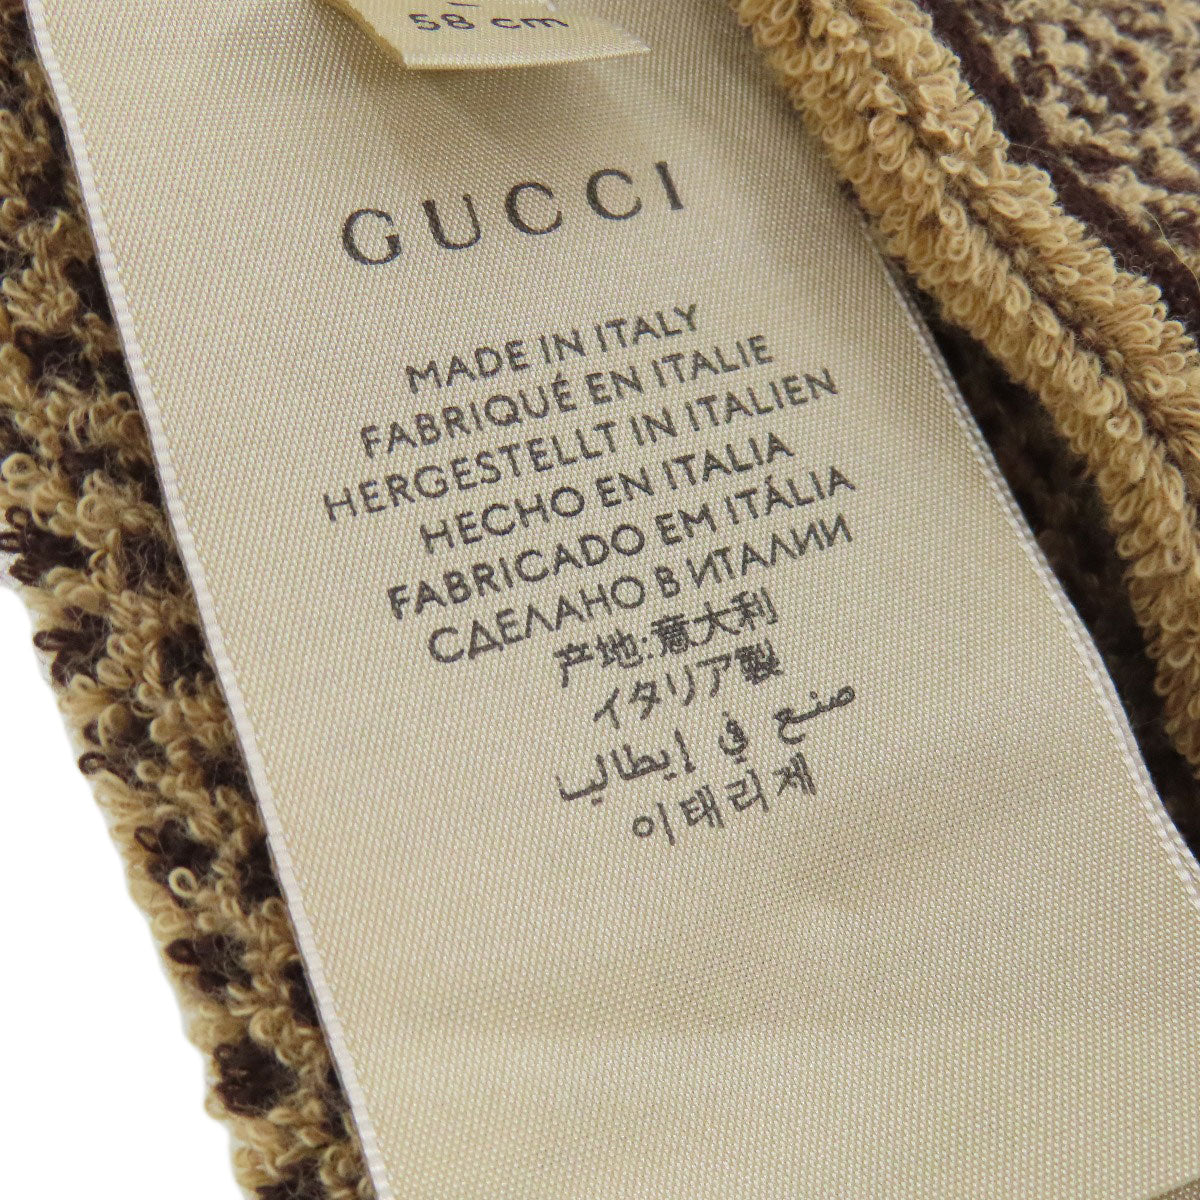 58 cm
GUCCI
MADE IN ITALY
FABRIQUÉ EN ITALIE
HERGESTELLT IN ITALIEN
HECHO EN ITALIA
FABRICADO EM ITÁLIA
СДЕЛАНО В ИТАЛИИ
产地:意大利
イタリア製
صنع في إيطاليا
이태리제